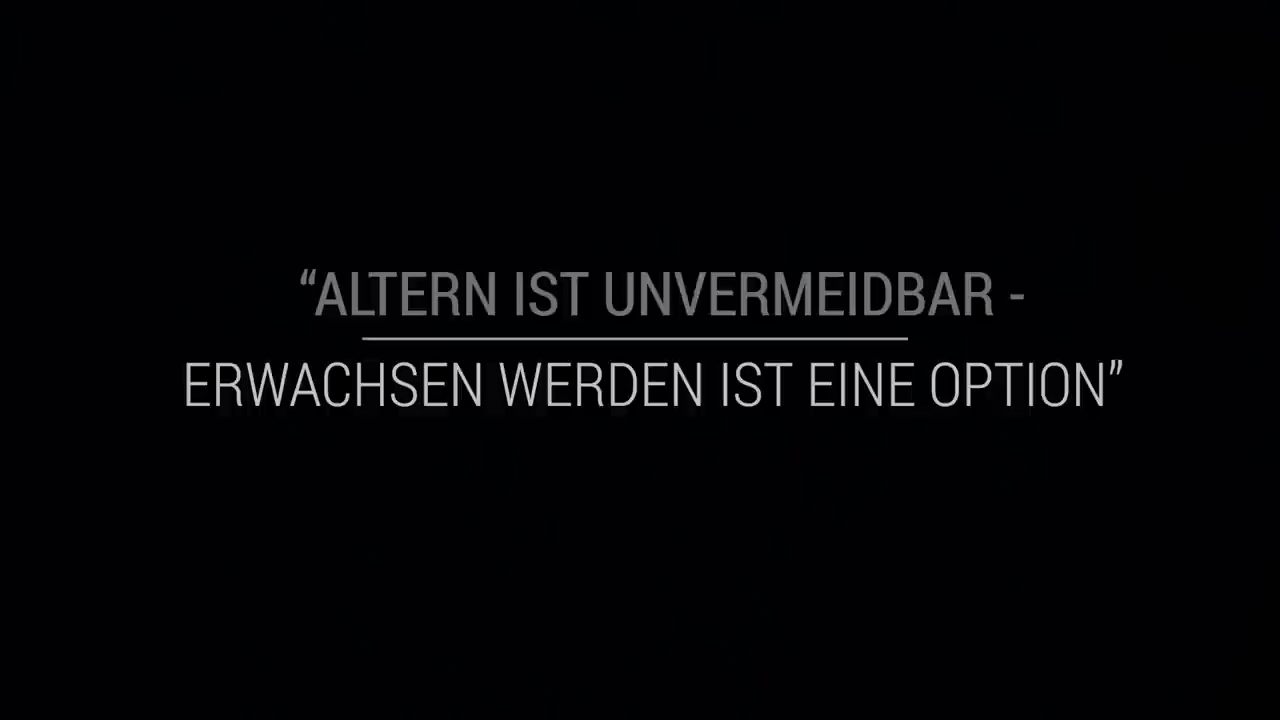 “ALTERN IST UNVERMEIDBAR -
ERWACHSEN WERDEN IST EINE OPTION”